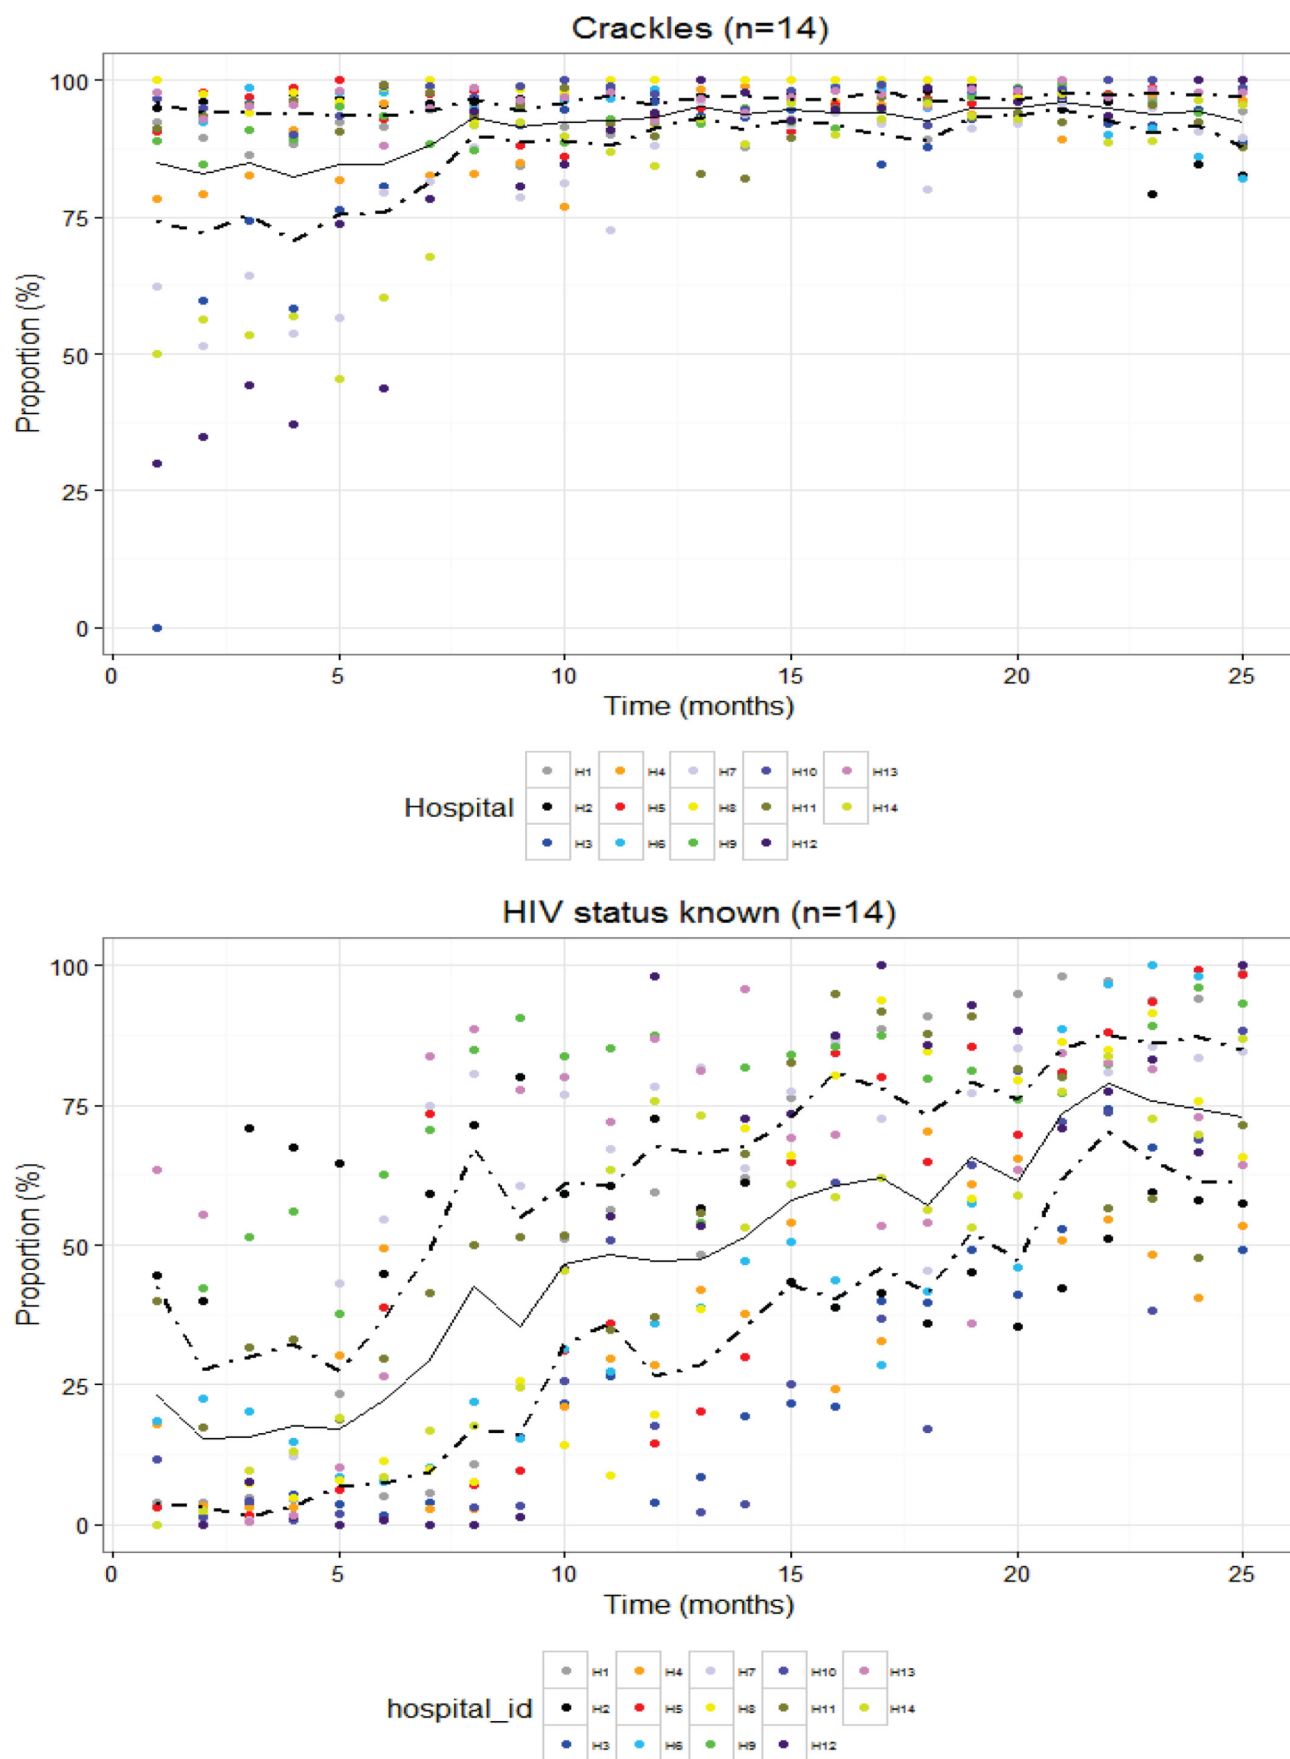 Crackles (n=14)
100
75
50
25
0
Proportion (%)
0 5 10 15 20 25
Time (months)
Hospital
H1 H4 H7 H10 H13
H2 H5 H8 H11 H14
H3 H6 H9 H12
HIV status known (n=14)
100
75
50
25
0
Proportion (%)
0 5 10 15 20 25
Time (months)
hospital_id
H1 H4 H7 H10 H13
H2 H5 H8 H11 H14
H3 H6 H9 H12